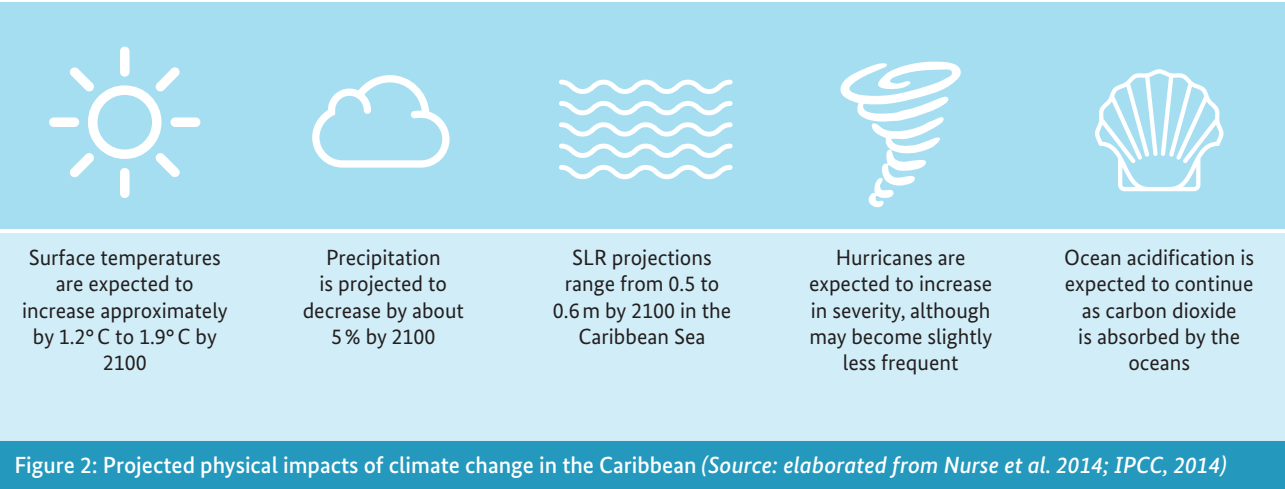 Surface temperatures
are expected to
increase approximately
by 1.2° C to 1.9° C by
2100
Precipitation
is projected to
decrease by about
5 % by 2100
SLR projections
range from 0.5 to
0.6 m by 2100 in the
Caribbean Sea
Hurricanes are
expected to increase
in severity, although
may become slightly
less frequent
Ocean acidification is
expected to continue
as carbon dioxide
is absorbed by the
oceans
Figure 2: Projected physical impacts of climate change in the Caribbean (Source: elaborated from Nurse et al. 2014; IPCC, 2014)